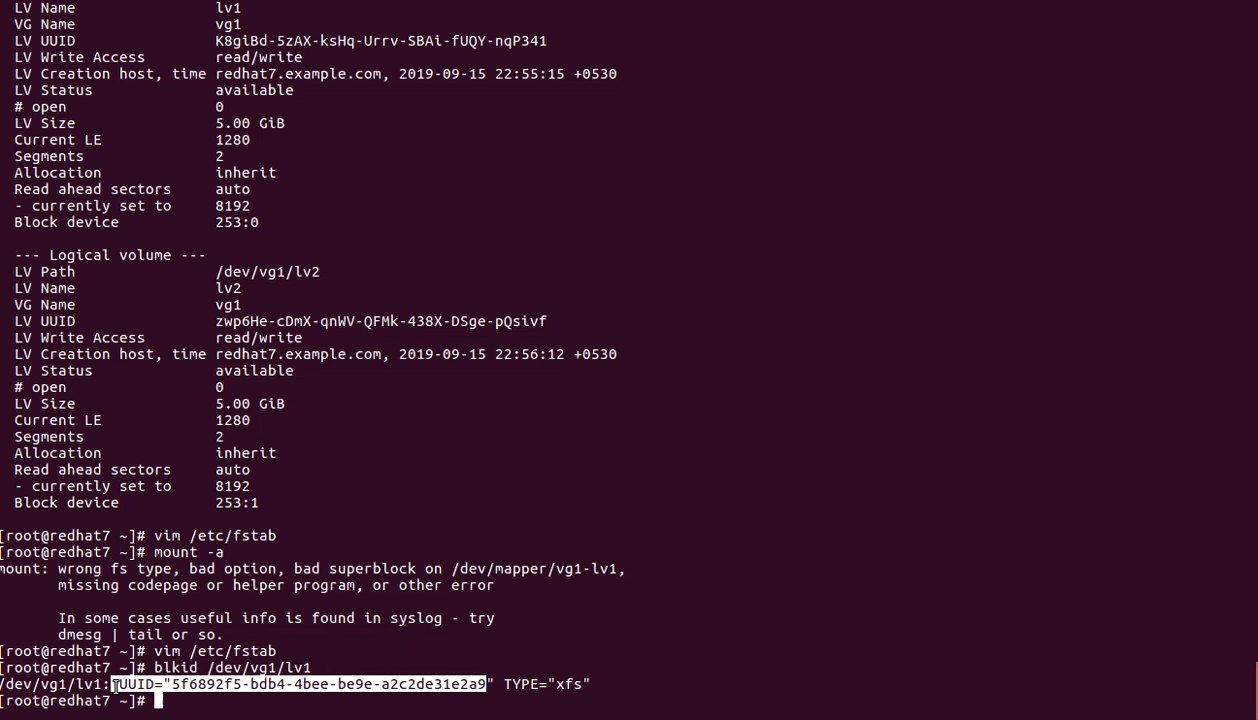 LV Name lv1
VG Name vg1
LV UUID K8giBd-5zAX-ksHq-Urrv-SBAi-fUQY-nqP341
LV Write Access read/write
LV Creation host, time redhat7.example.com, 2019-09-15 22:55:15 +0530
LV Status available
# open 0
LV Size 5.00 GiB
Current LE 1280
Segments 2
Allocation inherit
Read ahead sectors auto
- currently set to 8192
Block device 253:0
--- Logical volume ---
LV Path /dev/vg1/lv2
LV Name lv2
VG Name vg1
LV UUID zwp6He-cDmX-qnWV-QFMk-438X-DSge-pQsivf
LV Write Access read/write
LV Creation host, time redhat7.example.com, 2019-09-15 22:56:12 +0530
LV Status available
# open 0
LV Size 5.00 GiB
Current LE 1280
Segments 2
Allocation inherit
Read ahead sectors auto
- currently set to 8192
Block device 253:1
[root@redhat7 ~]# vim /etc/fstab
[root@redhat7 ~]# mount -a
mount: wrong fs type, bad option, bad superblock on /dev/mapper/vg1-lv1,
missing codepage or helper program, or other error
In some cases useful info is found in syslog - try
dmesg | tail or so.
[root@redhat7 ~]# vim /etc/fstab
[root@redhat7 ~]# blkid /dev/vg1/lv1
/dev/vg1/lv1: UUID="5f6892f5-bdb4-4bee-be9e-a2c2de31e2a9" TYPE="xfs"
[root@redhat7 ~]#